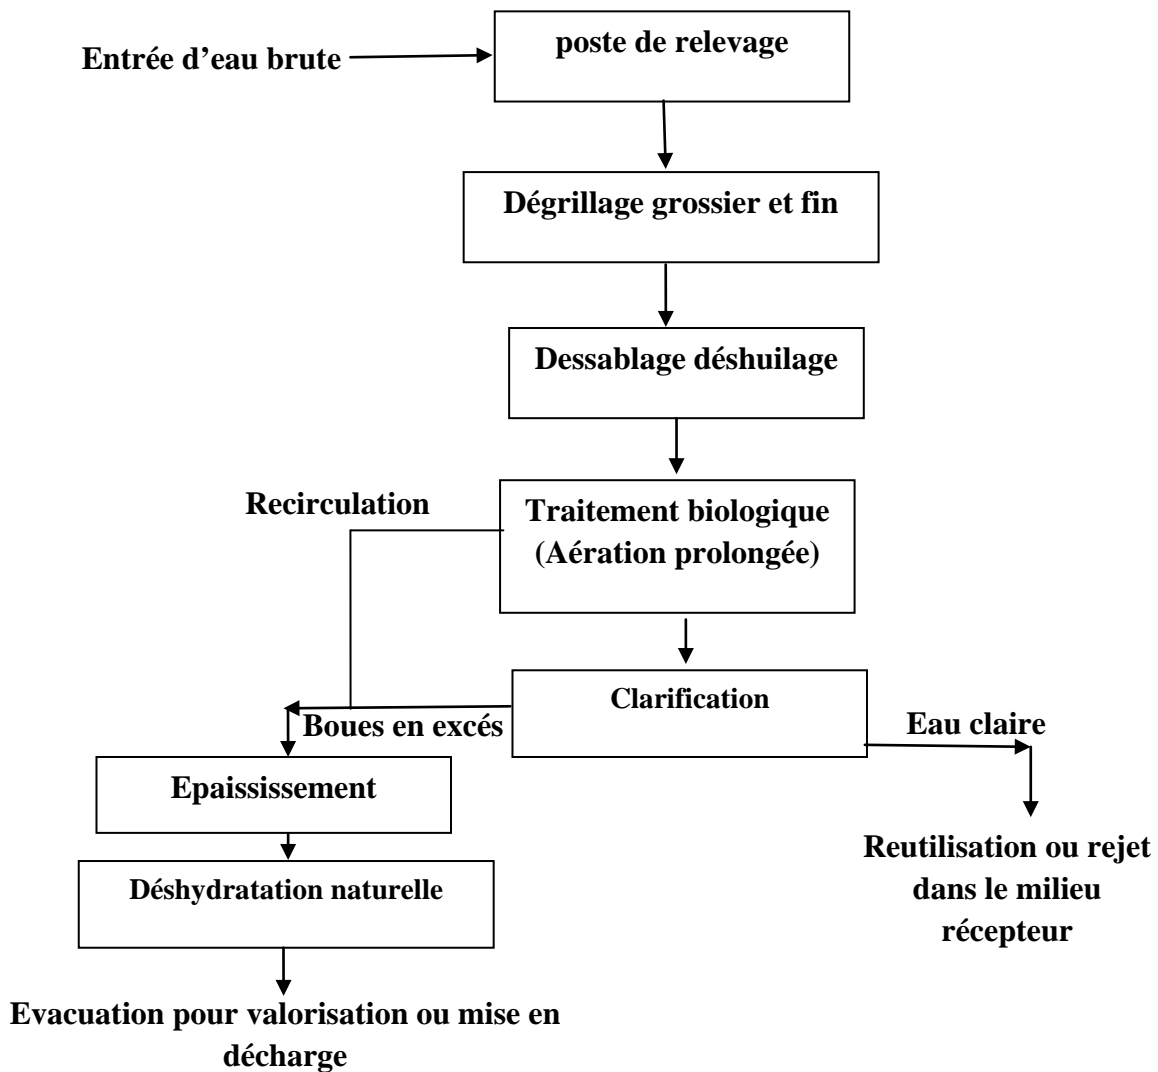 poste de relevage
Entrée d’eau brute
Dégrillage grossier et fin
Dessablage déshuilage
Recirculation
Traitement biologique
(Aération prolongée)
Clarification
Boues en excés
Eau claire
Epaississement
Reutilisation ou rejet
dans le milieu
récepteur
Déshydratation naturelle
Evacuation pour valorisation ou mise en
décharge